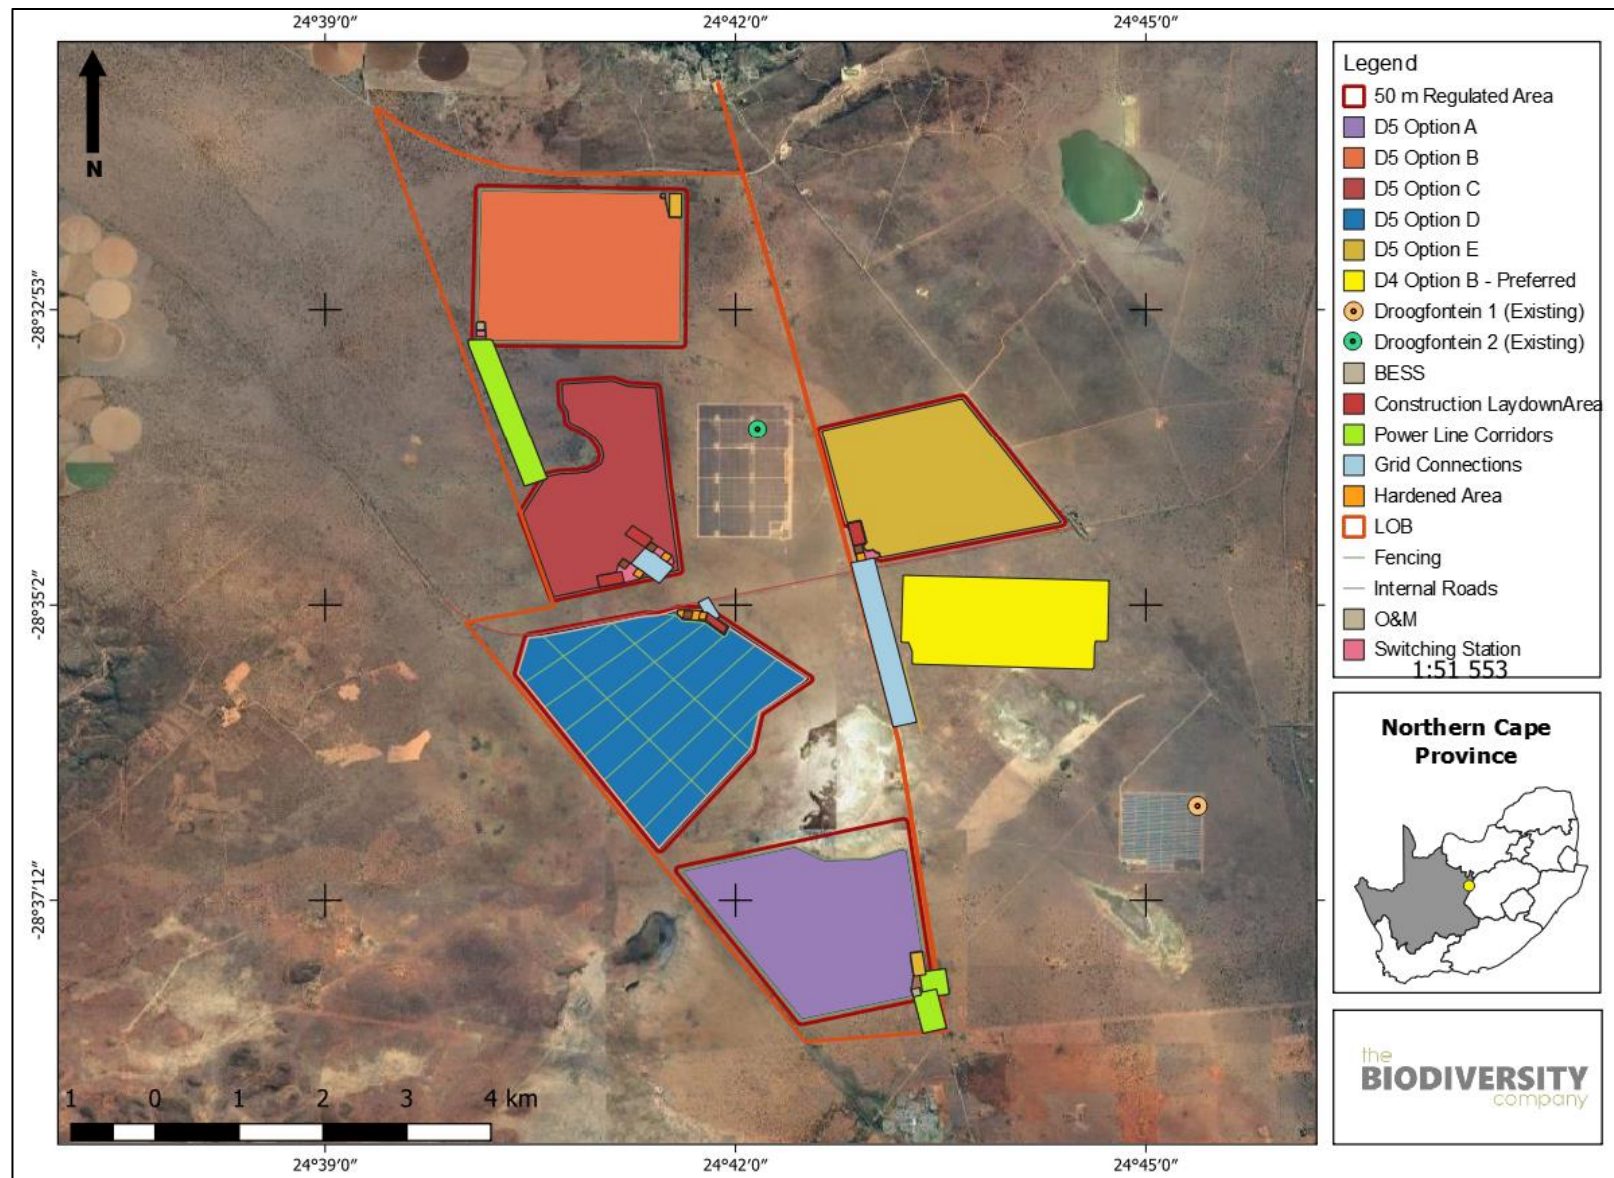 24°39′0″ 24°42′0″ 24°45′0″
N
-28°32′53″
-28°35′2″
-28°37′12″
1 0 1 2 3 4 km
24°39′0″ 24°42′0″ 24°45′0″
Legend
50 m Regulated Area
D5 Option A
D5 Option B
D5 Option C
D5 Option D
D5 Option E
D4 Option B - Preferred
Droogfontein 1 (Existing)
Droogfontein 2 (Existing)
BESS
Construction LaydownArea
Power Line Corridors
Grid Connections
Hardened Area
LOB
Fencing
Internal Roads
O&M
Switching Station
1:51 553
Northern Cape
Province
the
BIODIVERSITY
company